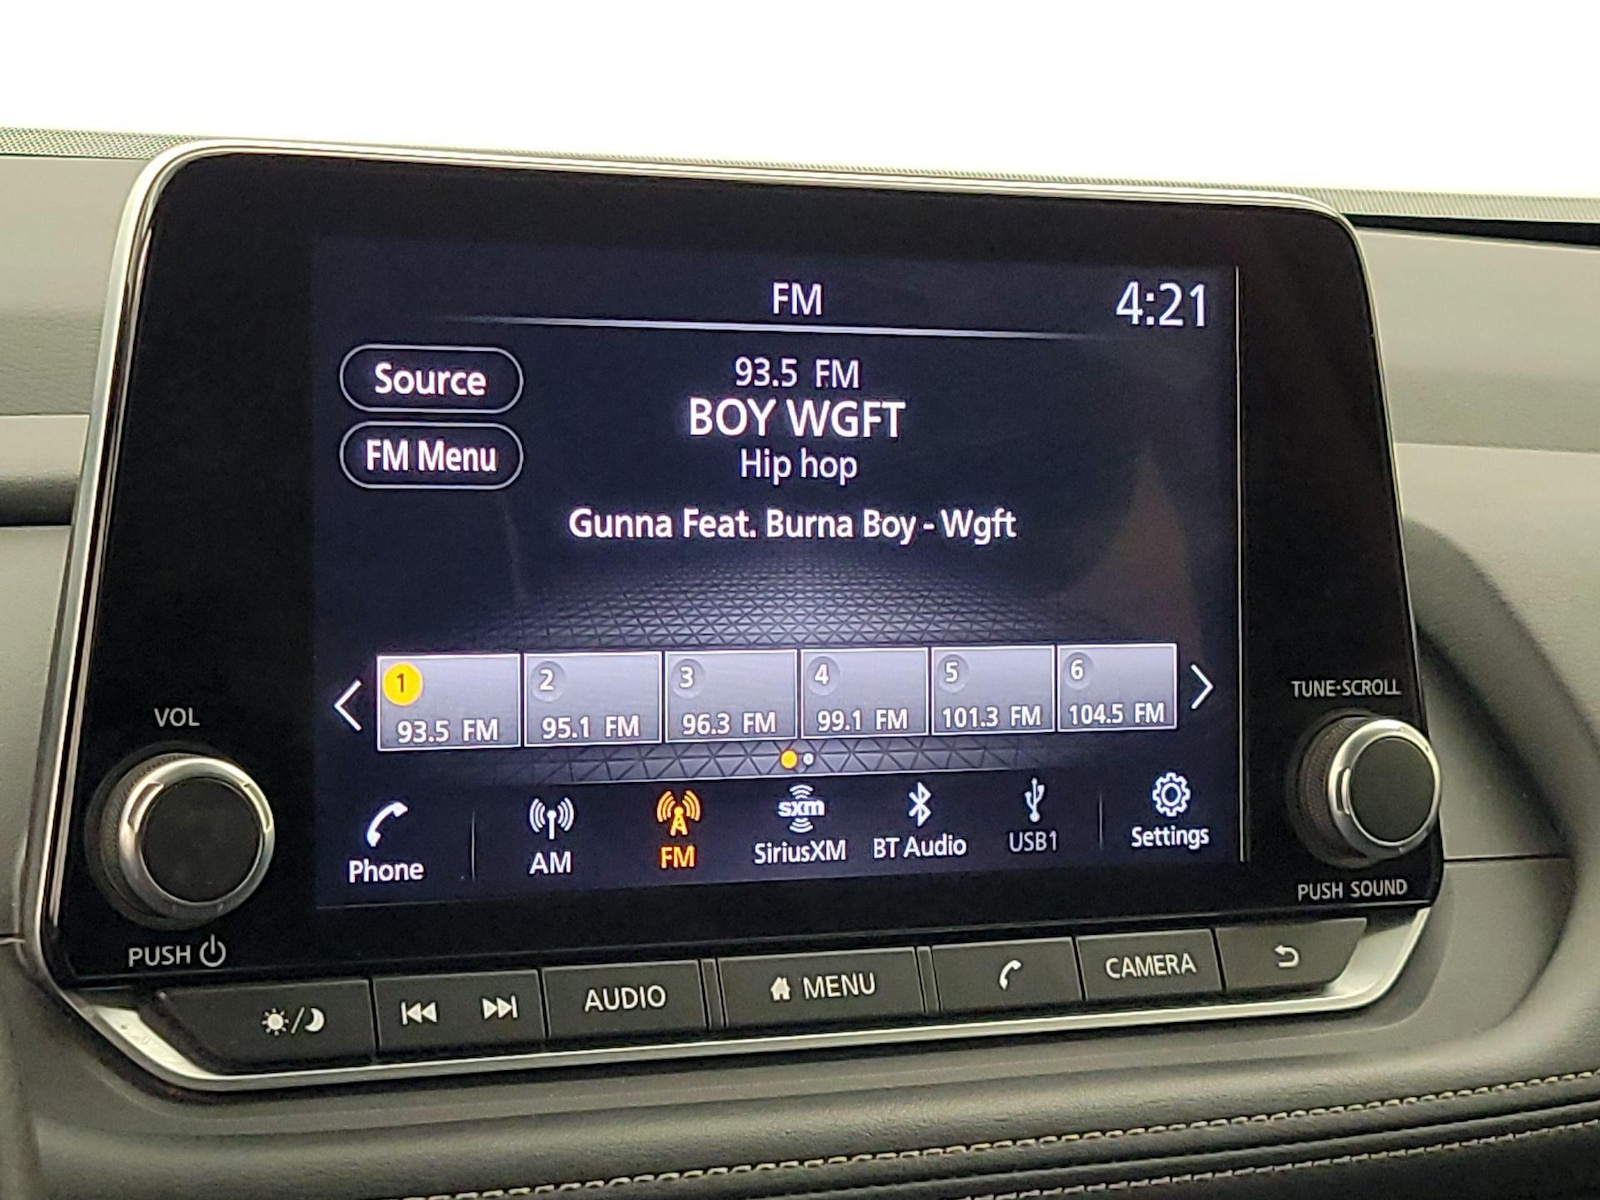 FM
4:21
Source
93.5 FM
BOY WGFT
FM Menu
Hip hop
Gunna Feat. Burna Boy - Wgft
1
2
3
4
5
6
93.5 FM
95.1 FM
96.3 FM
99.1 FM
101.3 FM
104.5 FM
VOL
TUNE·SCROLL
Phone
AM
FM
sxm
SiriusXM
BT Audio
USB1
Settings
PUSH
PUSH SOUND
AUDIO
MENU
CAMERA